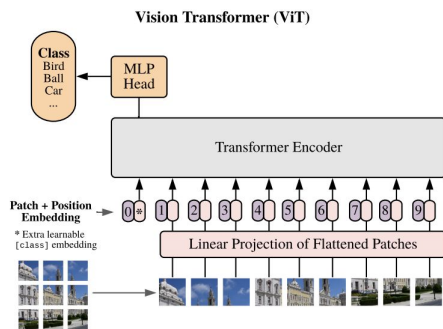 Vision Transformer (ViT)
Class
Bird
Ball
Car
...
MLP
Head
Transformer Encoder
Patch + Position
Embedding
0 * 1 2 3 4 5 6 7 8 9
* Extra learnable
[class] embedding
Linear Projection of Flattened Patches